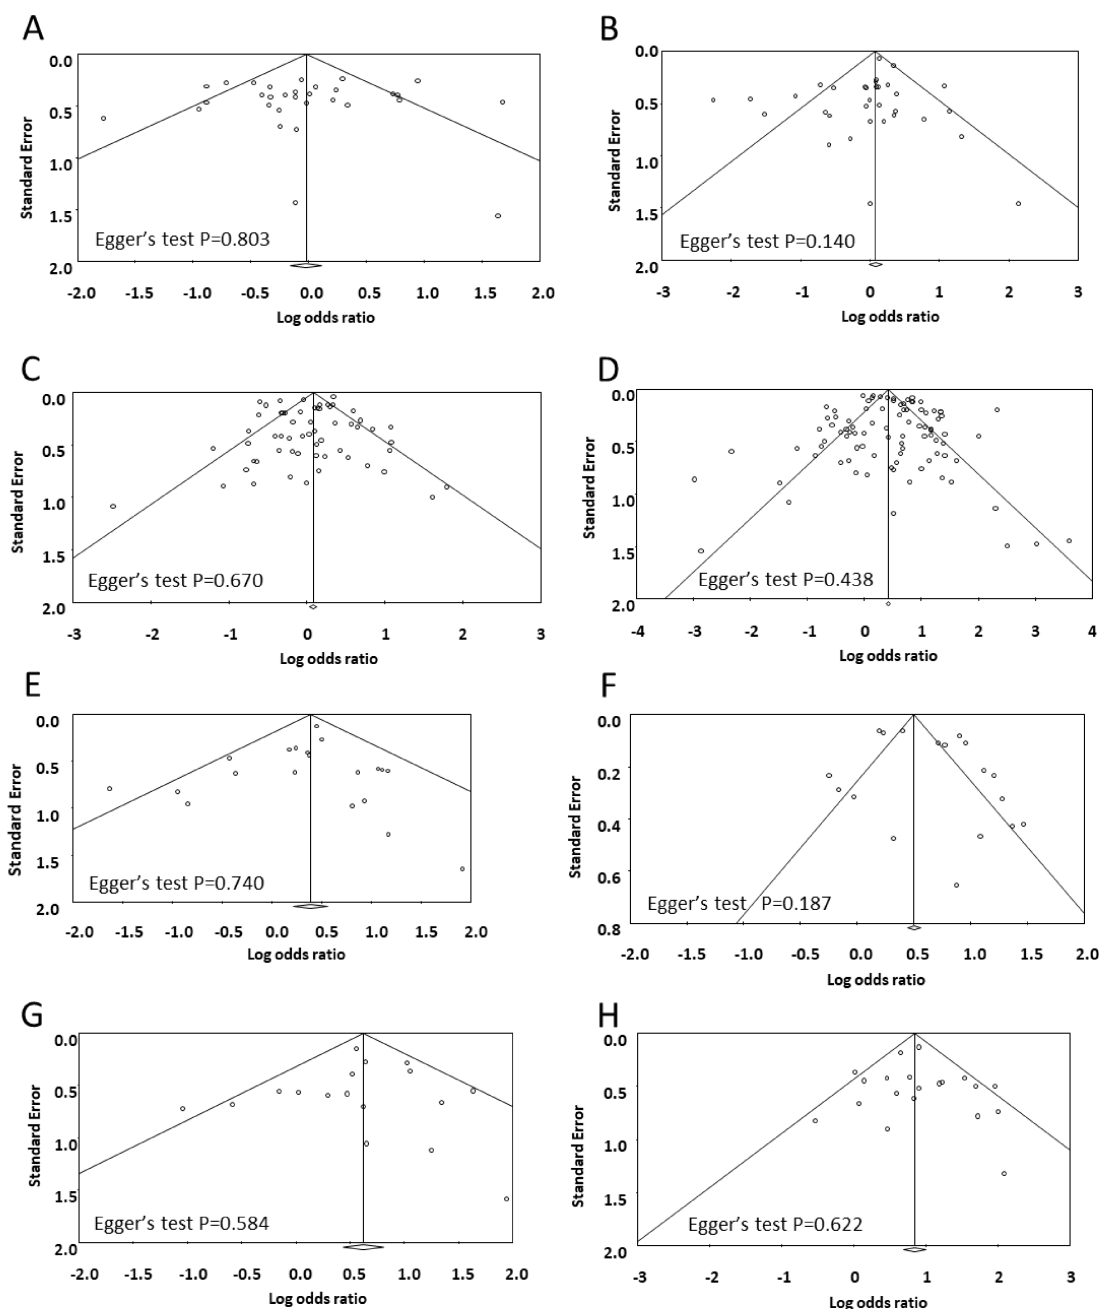 A
0.0
0.5
1.0
1.5
2.0
Standard Error
Egger's test P=0.803
-2.0 -1.5 -1.0 -0.5 0.0 0.5 1.0 1.5 2.0
Log odds ratio
B
0.0
0.5
1.0
1.5
2.0
Standard Error
Egger's test P=0.140
-3 -2 -1 0 1 2 3
Log odds ratio
C
0.0
0.5
1.0
1.5
2.0
Standard Error
Egger's test P=0.670
-3 -2 -1 0 1 2 3
Log odds ratio
D
0.0
0.5
1.0
1.5
2.0
Standard Error
Egger's test P=0.438
-4 -3 -2 -1 0 1 2 3 4
Log odds ratio
E
0.0
0.5
1.0
1.5
2.0
Standard Error
Egger's test P=0.740
-2.0 -1.5 -1.0 -0.5 0.0 0.5 1.0 1.5 2.0
Log odds ratio
F
0.0
0.2
0.4
0.6
0.8
Standard Error
Egger's test P=0.187
-2.0 -1.5 -1.0 -0.5 0.0 0.5 1.0 1.5 2.0
Log odds ratio
G
0.0
0.5
1.0
1.5
2.0
Standard Error
Egger's test P=0.584
-2.0 -1.5 -1.0 -0.5 0.0 0.5 1.0 1.5 2.0
Log odds ratio
H
0.0
0.5
1.0
1.5
2.0
Standard Error
Egger's test P=0.622
-3 -2 -1 0 1 2 3
Log odds ratio